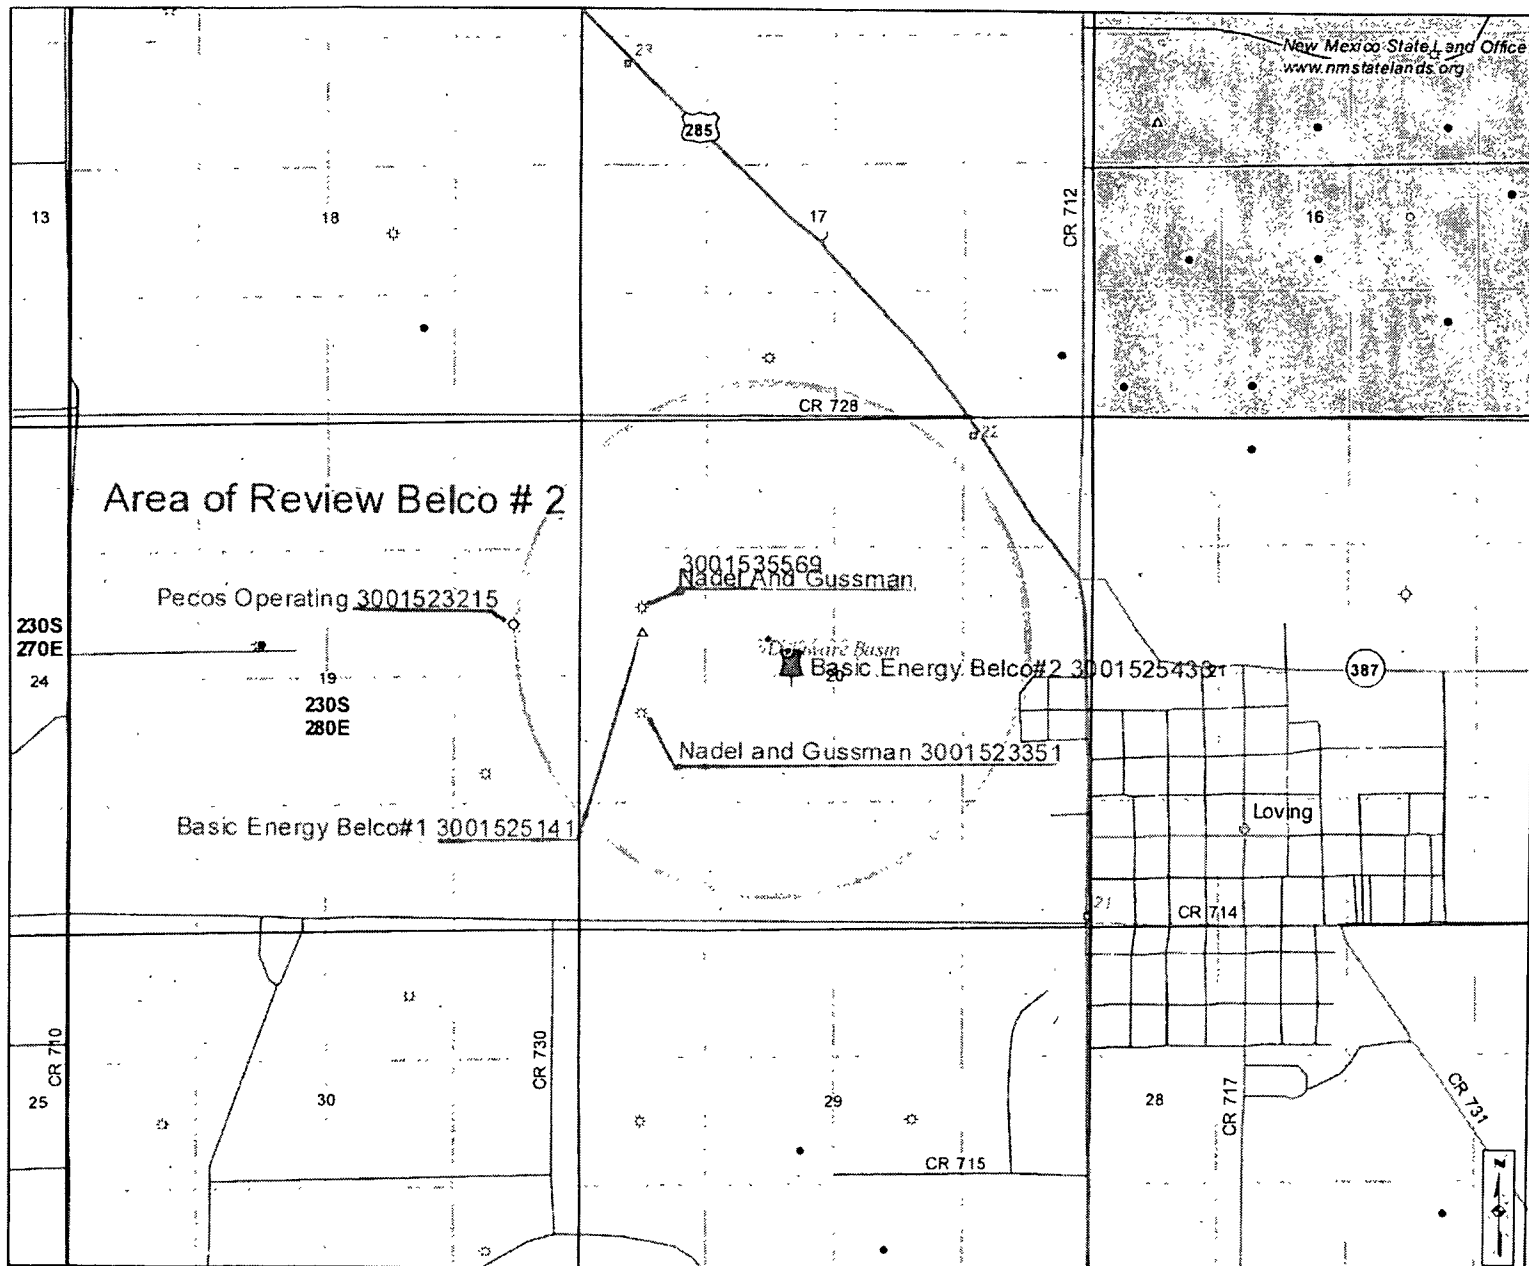 23
New Mexico State Land Office
www.nmstatelands.org
285
13
18
17
CR 712
16
CR 728
22
Area of Review Belco # 2
3001535569
Nadel And Gussman
Pecos Operating 3001523215
230S
270E
24
19
230S
280E
Delaware Basin
Basic Energy Belco#2 3001525433
20
21
387
Nadel and Gussman 3001523351
Basic Energy Belco#1 3001525141
Loving
21
CR 714
CR 710
CR 730
25
30
29
28
CR 717
CR 731
CR 715
N